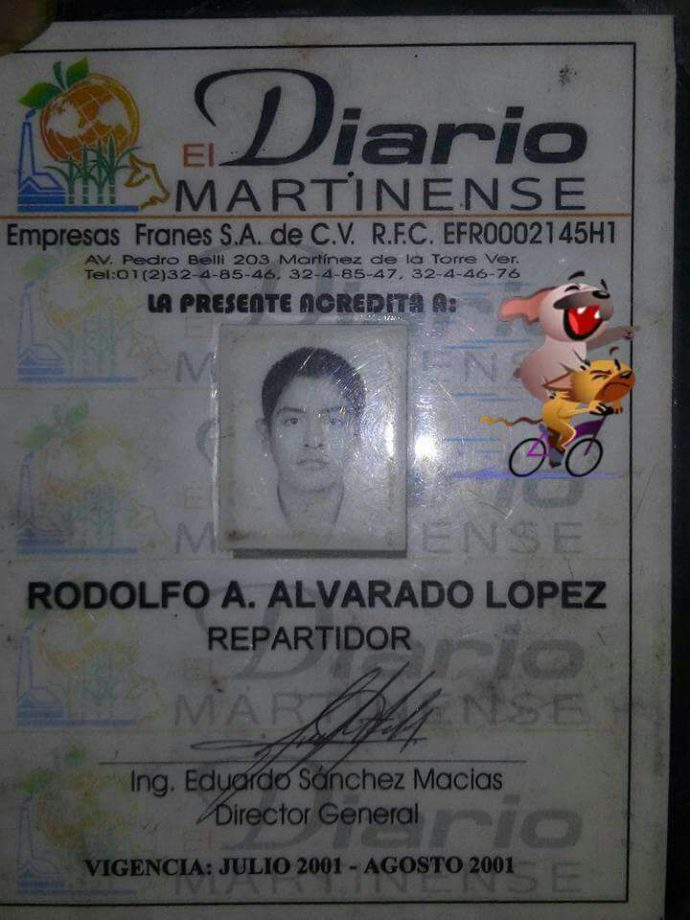 El Diario
MARTINENSE
Empresas Franes S.A. de C.V. R.F.C. EFR0002145H1
AV. Pedro Belli 203 Martínez de la Torre Ver.
Tel:01(2)32-4-85-46, 32-4-85-47, 32-4-46-76
LA PRESENTE ACREDITA A:
RODOLFO A. ALVARADO LOPEZ
REPARTIDOR
Ing. Eduardo Sánchez Macias
Director General
VIGENCIA: JULIO 2001 - AGOSTO 2001